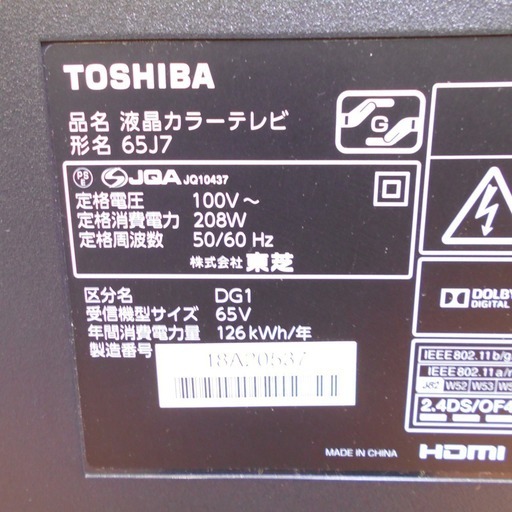 TOSHIBA
品名 液晶カラーテレビ
形名 65J7
G
PS
E
JQA JQ10437
定格電圧 100V～
定格消費電力 208W
定格周波数 50/60 Hz
株式会社 東芝
区分名 DG1
受信機型サイズ 65V
年間消費電力量 126kWh/年
製造番号
18A20537
DOLBY
DIGITAL
IEEE802.11b/g
IEEE802.11a/n
J52 W52 W53 W5
2.4DS/OF4
MADE IN CHINA
HDMI